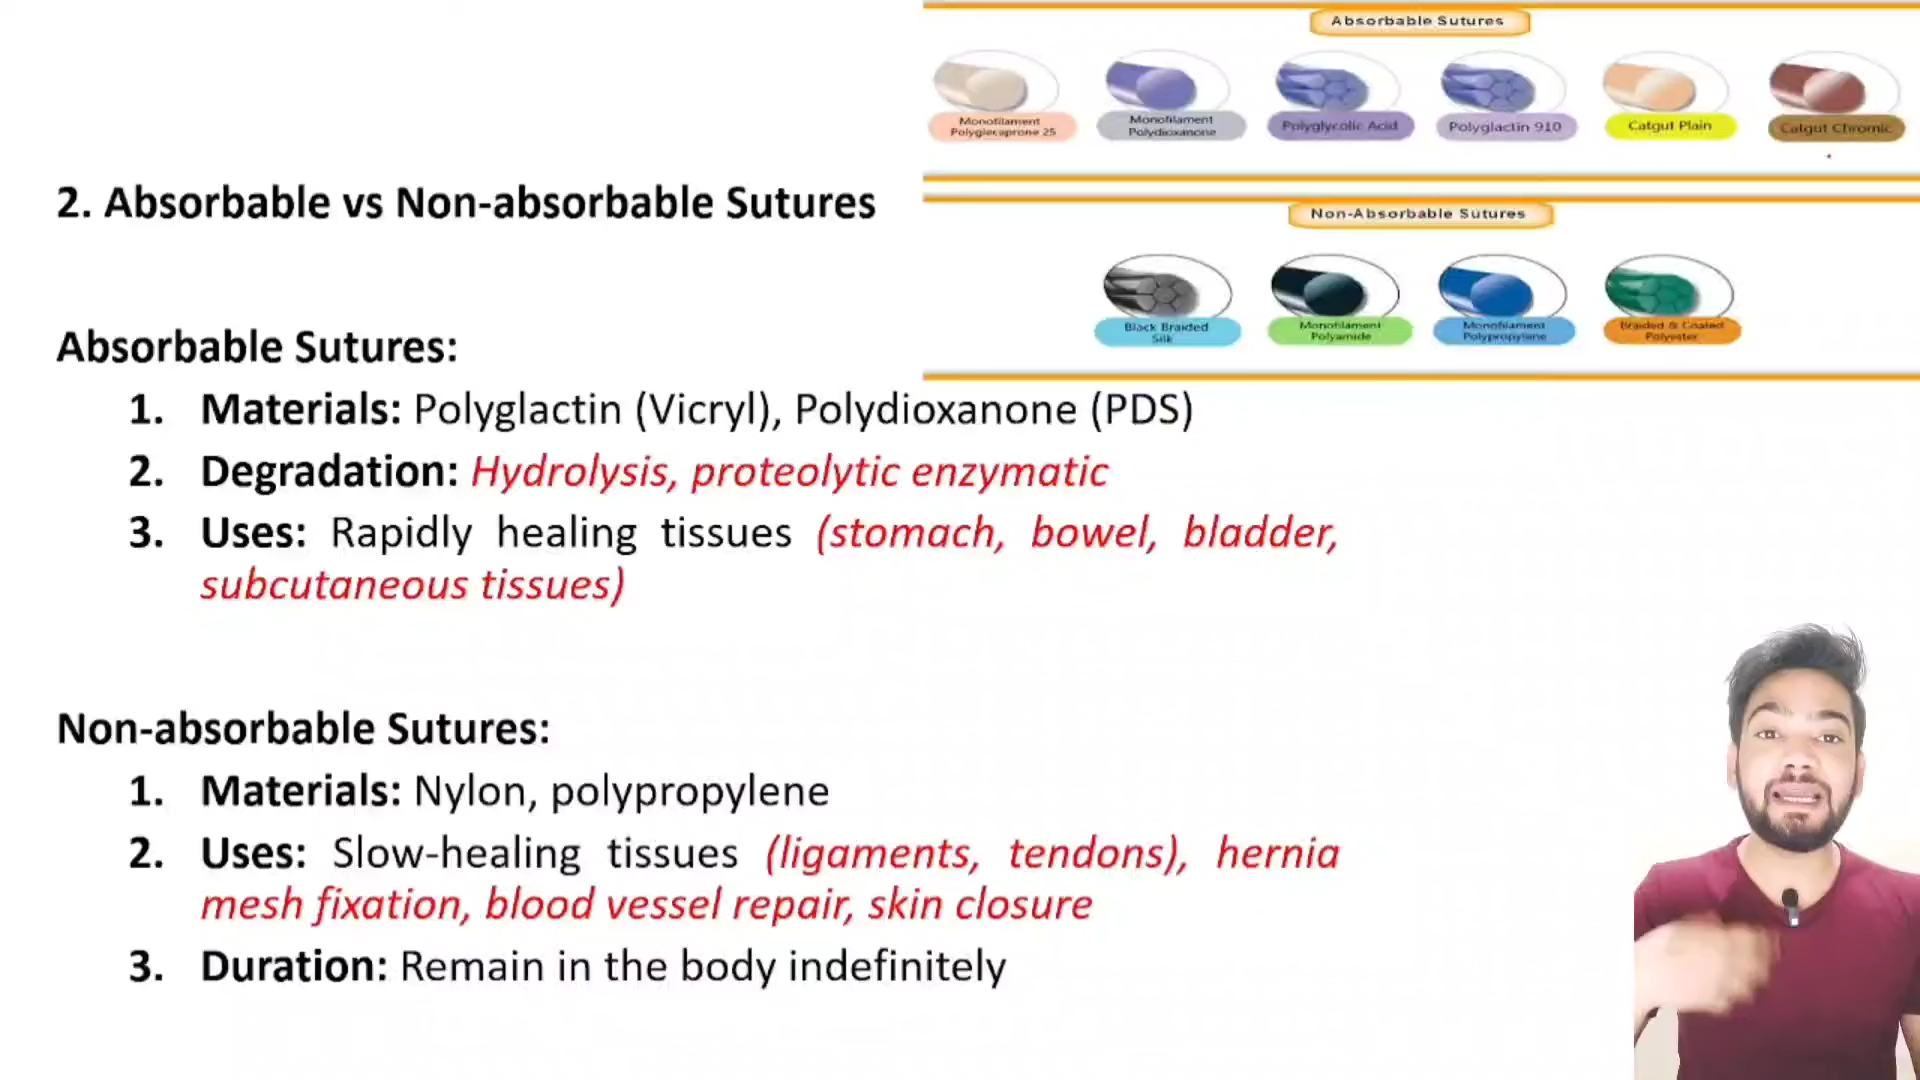 Absorbable Sutures
Monofilament
Polyglecaprone 25
Monofilament
Polydioxanone
Polyglycolic Acid
Polyglactin 910
Catgut Plain
Catgut Chromic
2. Absorbable vs Non-absorbable Sutures
Non-Absorbable Sutures
Black Braided
Silk
Monofilament
Polyamide
Monofilament
Polypropylene
Braided & Coated
Polyester
Absorbable Sutures:
1. Materials: Polyglactin (Vicryl), Polydioxanone (PDS)
2. Degradation: Hydrolysis, proteolytic enzymatic
3. Uses: Rapidly healing tissues (stomach, bowel, bladder,
subcutaneous tissues)
Non-absorbable Sutures:
1. Materials: Nylon, polypropylene
2. Uses: Slow-healing tissues (ligaments, tendons), hernia
mesh fixation, blood vessel repair, skin closure
3. Duration: Remain in the body indefinitely